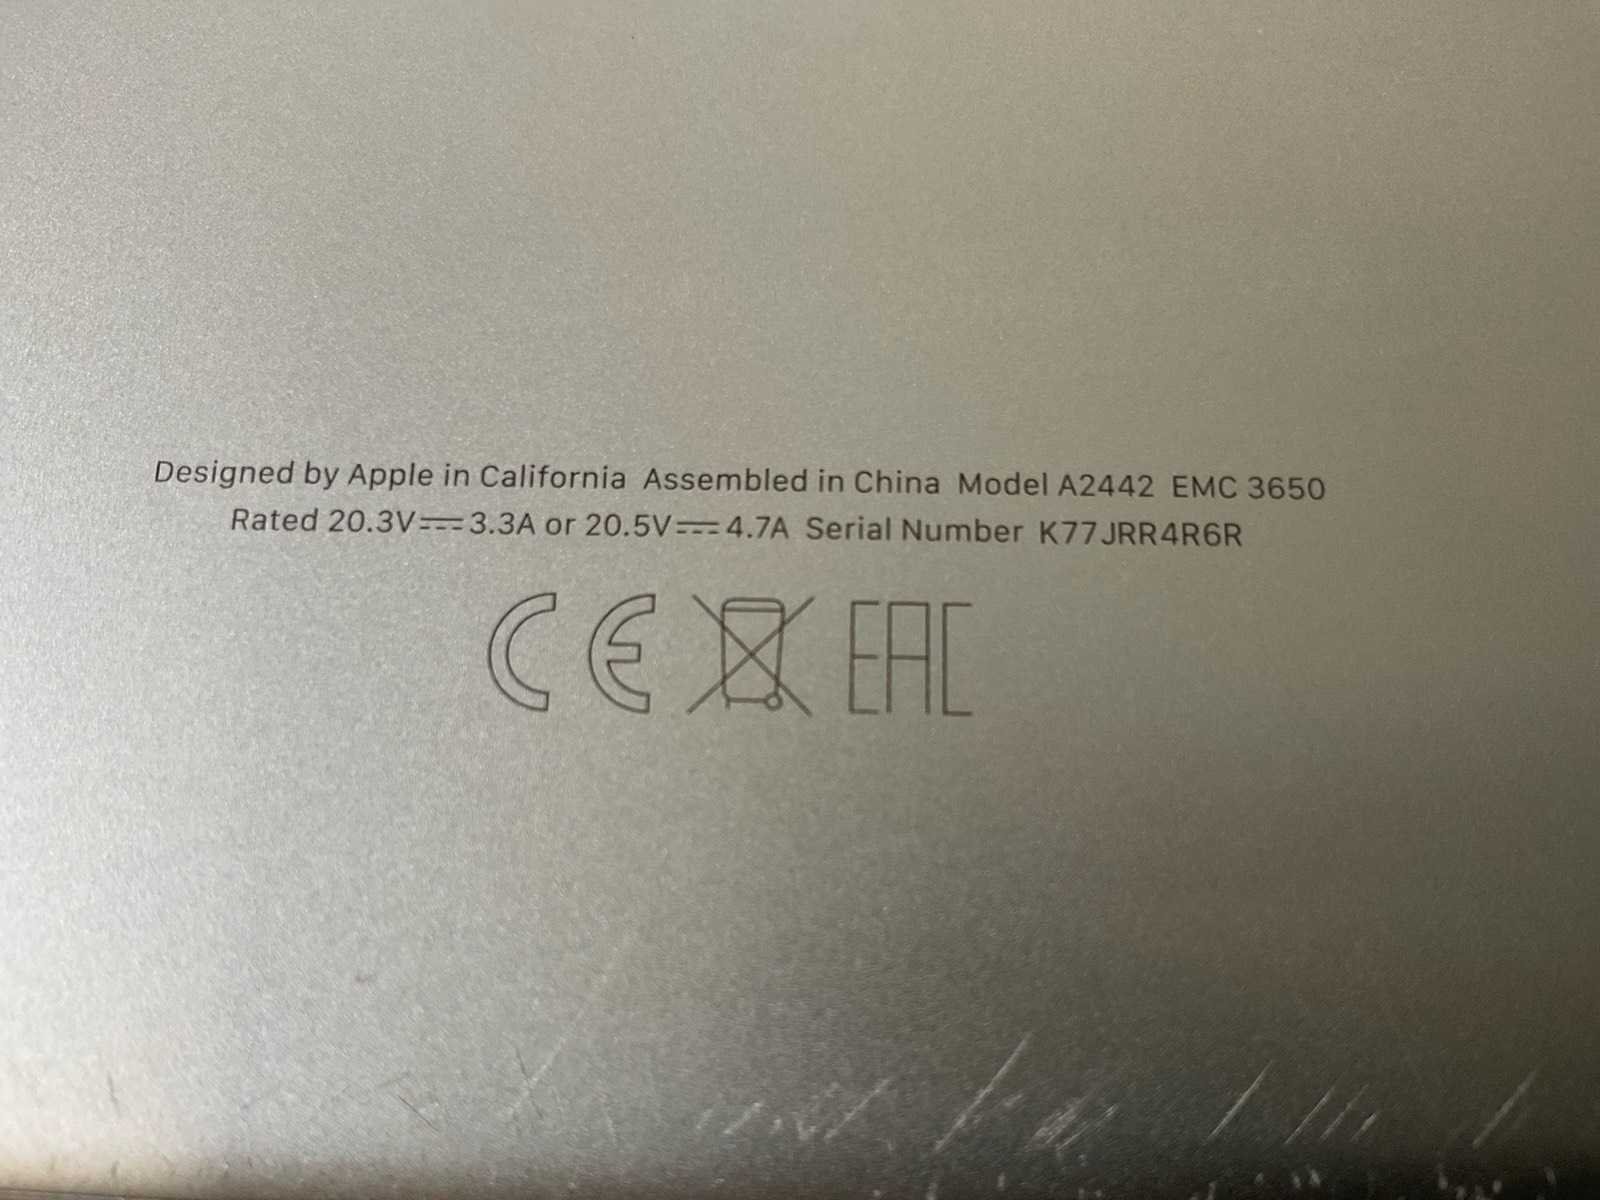 Designed by Apple in California Assembled in China Model A2442 EMC 3650
Rated 20.3V⎓3.3A or 20.5V⎓4.7A Serial Number K77JRR4R6R
CE EAC